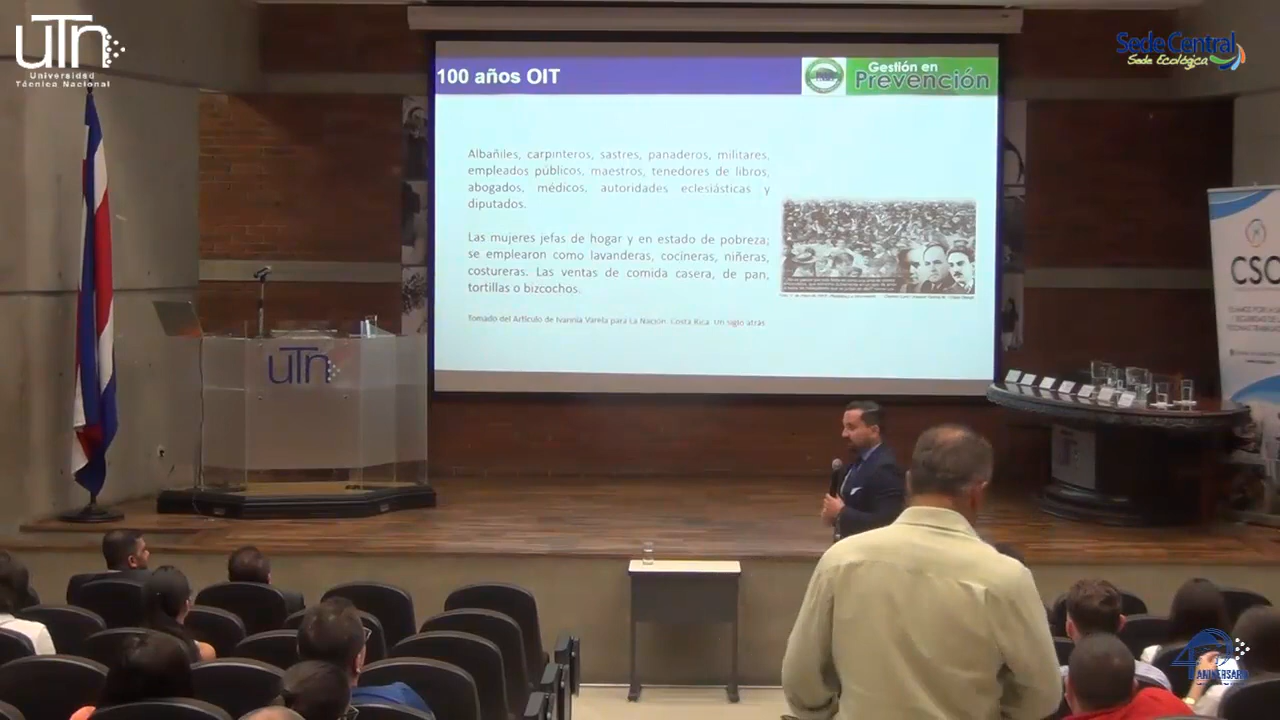 UTN
Universidad
Técnica Nacional
Sede Central
Sede Ecológica
100 años OIT
Gestión en
Prevención
Albañiles, carpinteros, sastres, panaderos, militares,
empleados públicos, maestros, tenedores de libros,
abogados, médicos, autoridades eclesiásticas y
diputados.
Las mujeres jefas de hogar y en estado de pobreza;
se emplearon como lavanderas, cocineras, niñeras,
costureras. Las ventas de comida casera, de pan,
tortillas o bizcochos.
Tomado del Artículo de Ivannia Varela para La Nación. Costa Rica. Un siglo atrás.
UTN
CSO
ANIVERSARIO